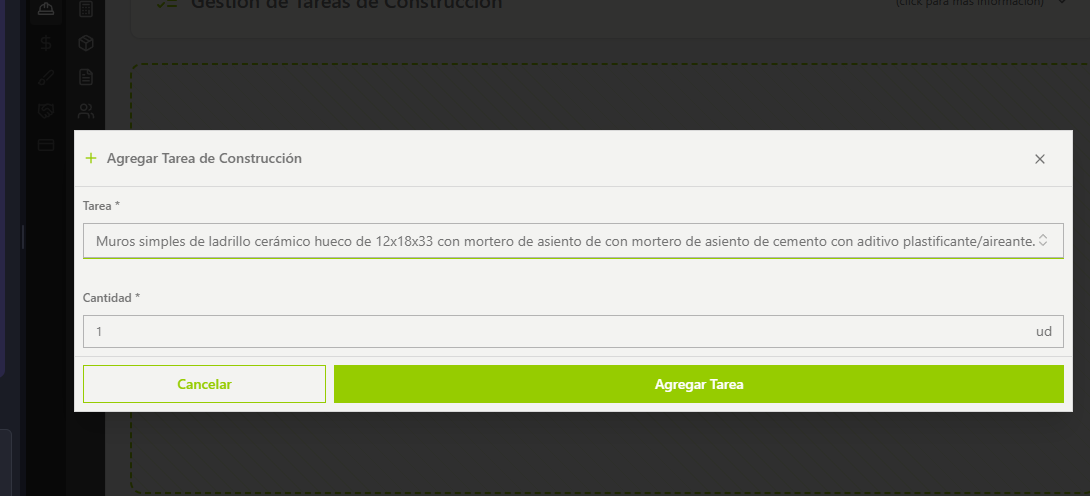 Gestión de Tareas de Construcción
(click para más información)
Agregar Tarea de Construcción
Tarea *
Muros simples de ladrillo cerámico hueco de 12x18x33 con mortero de asiento de con mortero de asiento de cemento con aditivo plastificante/aireante.
Cantidad *
1 ud
Cancelar
Agregar Tarea